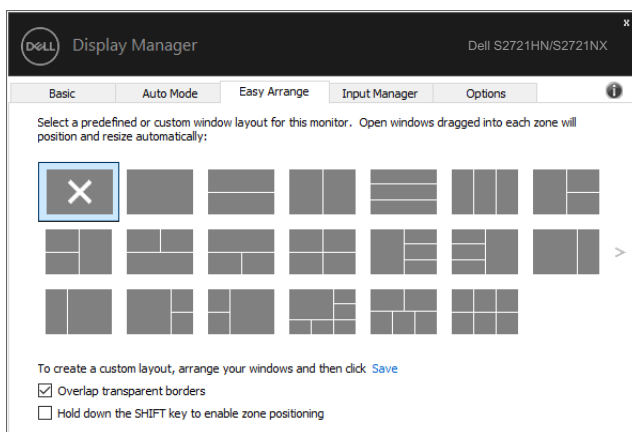 x
DELL Display Manager Dell S2721HN/S2721NX
Basic Auto Mode Easy Arrange Input Manager Options i
Select a predefined or custom window layout for this monitor. Open windows dragged into each zone will
position and resize automatically:
>
To create a custom layout, arrange your windows and then click Save
Overlap transparent borders
Hold down the SHIFT key to enable zone positioning